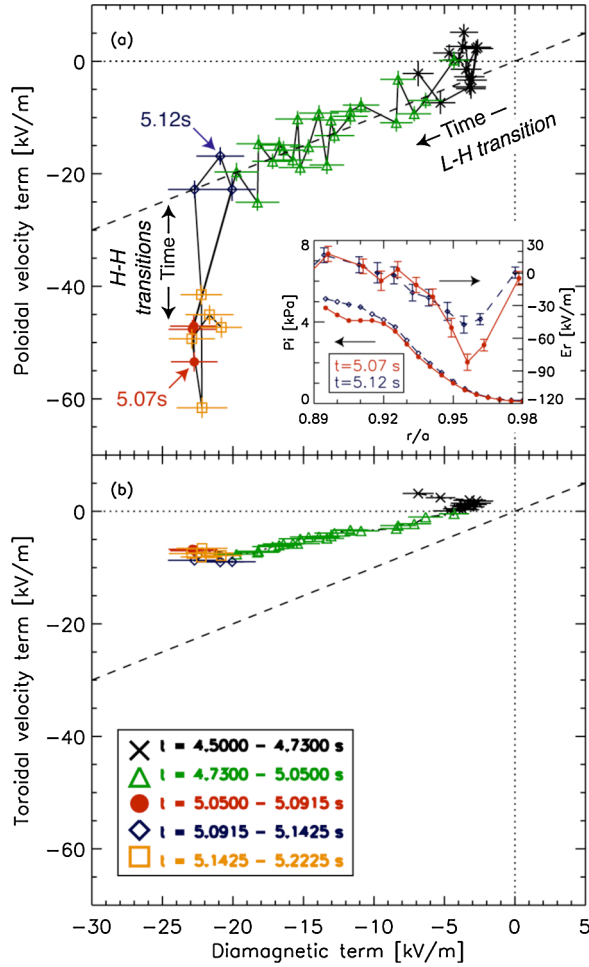 (a)
10
0
-10
-20
-30
-40
-50
-60
Poloidal velocity term [kV/m]
5.12s
Time
L-H transition
H-H
transitions
Time
5.07s
8
4
0
Pi [kPa]
30
0
-30
-60
-90
-120
Er [kV/m]
t=5.07 s
t=5.12 s
0.89
0.92
0.95
0.98
r/a
(b)
0
-20
-40
-60
Toroidal velocity term [kV/m]
t = 4.5000 - 4.7300 s
t = 4.7300 - 5.0500 s
t = 5.0500 - 5.0915 s
t = 5.0915 - 5.1425 s
t = 5.1425 - 5.2225 s
-30
-25
-20
-15
-10
-5
0
5
Diamagnetic term [kV/m]